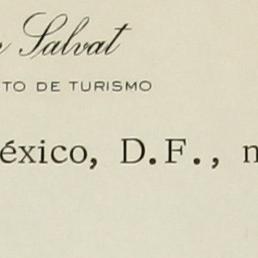 Salvat
TO DE TURISMO
éxico, D.F., n